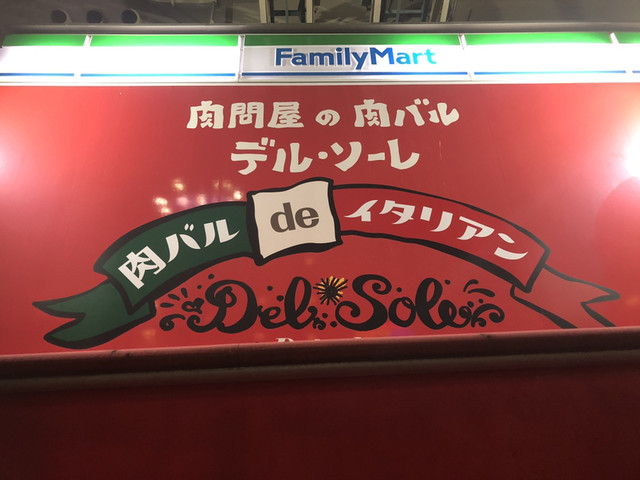 FamilyMart
肉問屋の肉バル
デル・ソーレ
肉バル de イタリアン
Del Sole